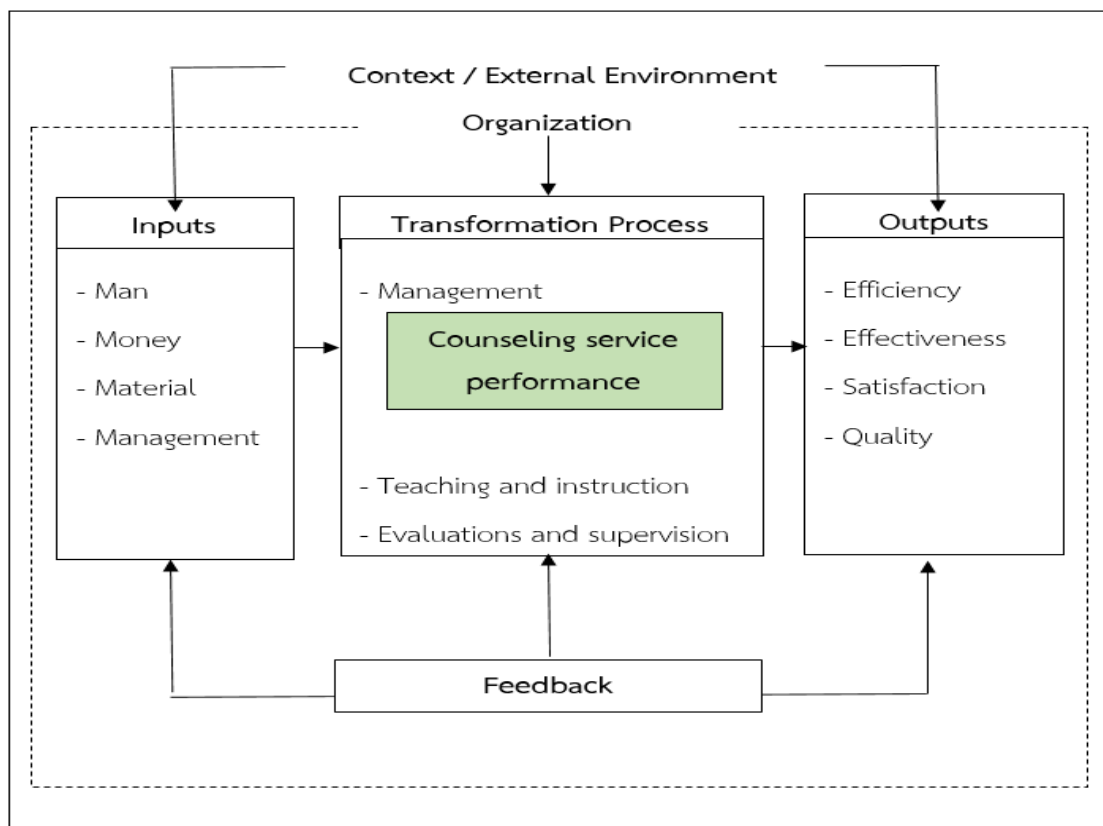 Context / External Environment
Organization
Inputs
- Man
- Money
- Material
- Management
Transformation Process
- Management
Counseling service
performance
- Teaching and instruction
- Evaluations and supervision
Outputs
- Efficiency
- Effectiveness
- Satisfaction
- Quality
Feedback